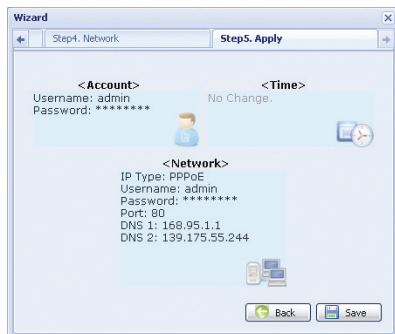 Wizard
Step4. Network
Step5. Apply
<Account>
Username: admin
Password: ********
<Time>
No Change.
<Network>
IP Type: PPPoE
Username: admin
Password: ********
Port: 80
DNS 1: 168.95.1.1
DNS 2: 139.175.55.244
Back
Save